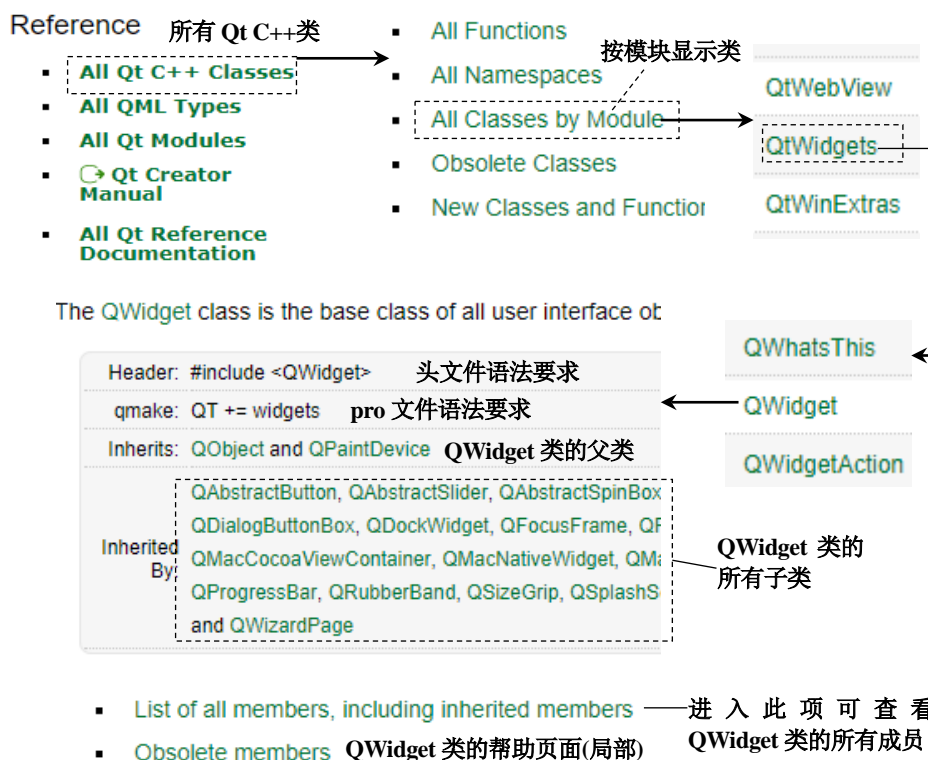 Reference
所有 Qt C++类
All Qt C++ Classes
All QML Types
All Qt Modules
Qt Creator
Manual
All Qt Reference
Documentation
All Functions
按模块显示类
All Namespaces
All Classes by Module
Obsolete Classes
New Classes and Function
QtWebView
QtWidgets
QtWinExtras
The QWidget class is the base class of all user interface ob
Header: #include <QWidget> 头文件语法要求
qmake: QT += widgets pro 文件语法要求
Inherits: QObject and QPaintDevice QWidget 类的父类
Inherited
By:
QAbstractButton, QAbstractSlider, QAbstractSpinBox
QDialogButtonBox, QDockWidget, QFocusFrame, QF
QMacCocoaViewContainer, QMacNativeWidget, QMa
QProgressBar, QRubberBand, QSizeGrip, QSplashS
and QWizardPage
QWhatsThis
QWidget
QWidgetAction
QWidget 类的
所有子类
List of all members, including inherited members
Obsolete members QWidget 类的帮助页面(局部)
进入此项可查看
QWidget 类的所有成员